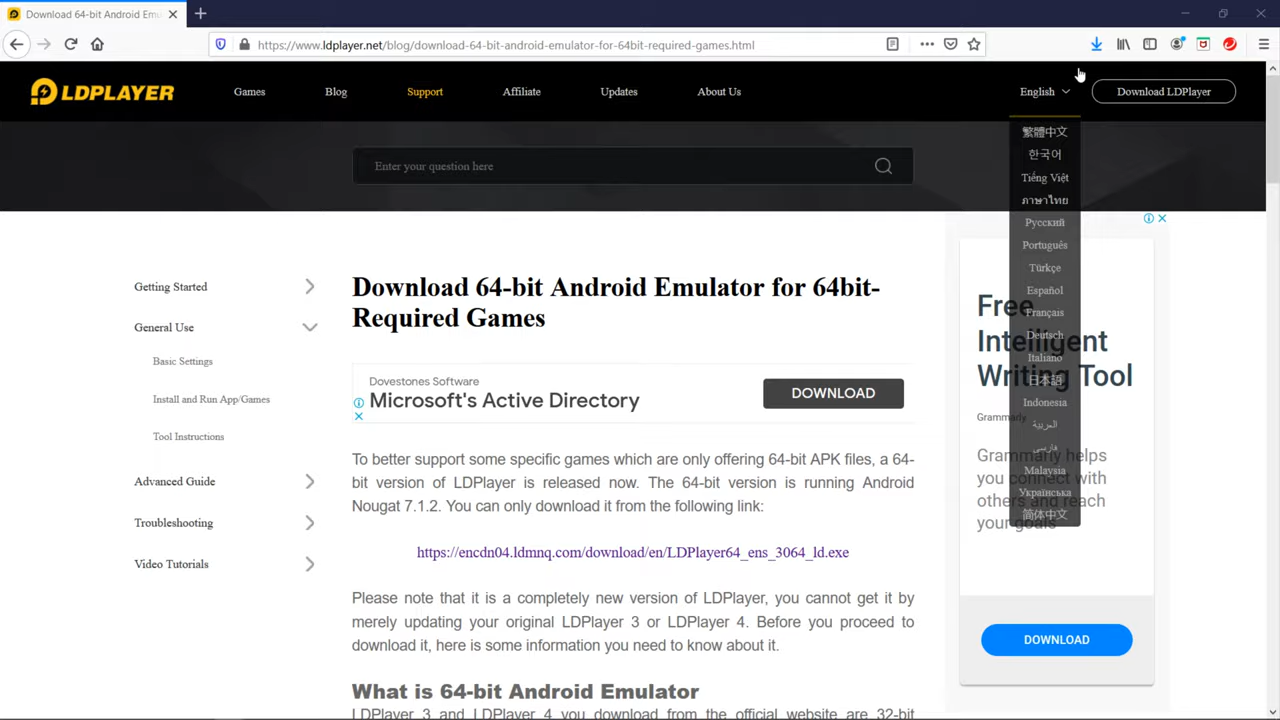 Download 64-bit Android Emu
https://www.ldplayer.net/blog/download-64-bit-android-emulator-for-64bit-required-games.html
LDPLAYER
Games
Blog
Support
Affiliate
Updates
About Us
English
Download LDPlayer
Enter your question here
繁體中文
한국어
Tiếng Việt
ภาษาไทย
Русский
Português
Türkçe
Español
Français
Deutsch
Italiano
日本語
Indonesia
العربية
فارسی
Malaysia
Українська
简体中文
Getting Started
General Use
Basic Settings
Install and Run App/Games
Tool Instructions
Advanced Guide
Troubleshooting
Video Tutorials
Download 64-bit Android Emulator for 64bit-
Required Games
Dovestones Software
Microsoft's Active Directory
DOWNLOAD
To better support some specific games which are only offering 64-bit APK files, a 64-
bit version of LDPlayer is released now. The 64-bit version is running Android
Nougat 7.1.2. You can only download it from the following link:
https://encdn04.ldmnq.com/download/en/LDPlayer64_ens_3064_ld.exe
Please note that it is a completely new version of LDPlayer, you cannot get it by
merely updating your original LDPlayer 3 or LDPlayer 4. Before you proceed to
download it, here is some information you need to know about it.
What is 64-bit Android Emulator
LDPlayer 3 and LDPlayer 4 you download from the official website are 32-bit
Free
Intelligent
Writing Tool
Grammarly
Grammarly helps
you connect with
others and reach
your goals
DOWNLOAD